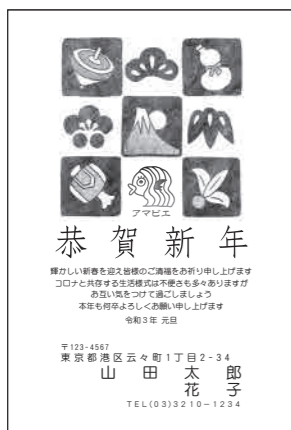 アマビエ
恭賀新年
輝かしい新春を迎え皆様のご清福をお祈り申し上げます
コロナと共存する生活様式は不便さも多々ありますが
お互い気をつけて過ごしましょう
本年も何卒よろしくお願い申し上げます
令和3年 元旦
〒123-4567
東京都港区云々町1丁目2-34
山田太郎
花子
TEL(03)3210-1234